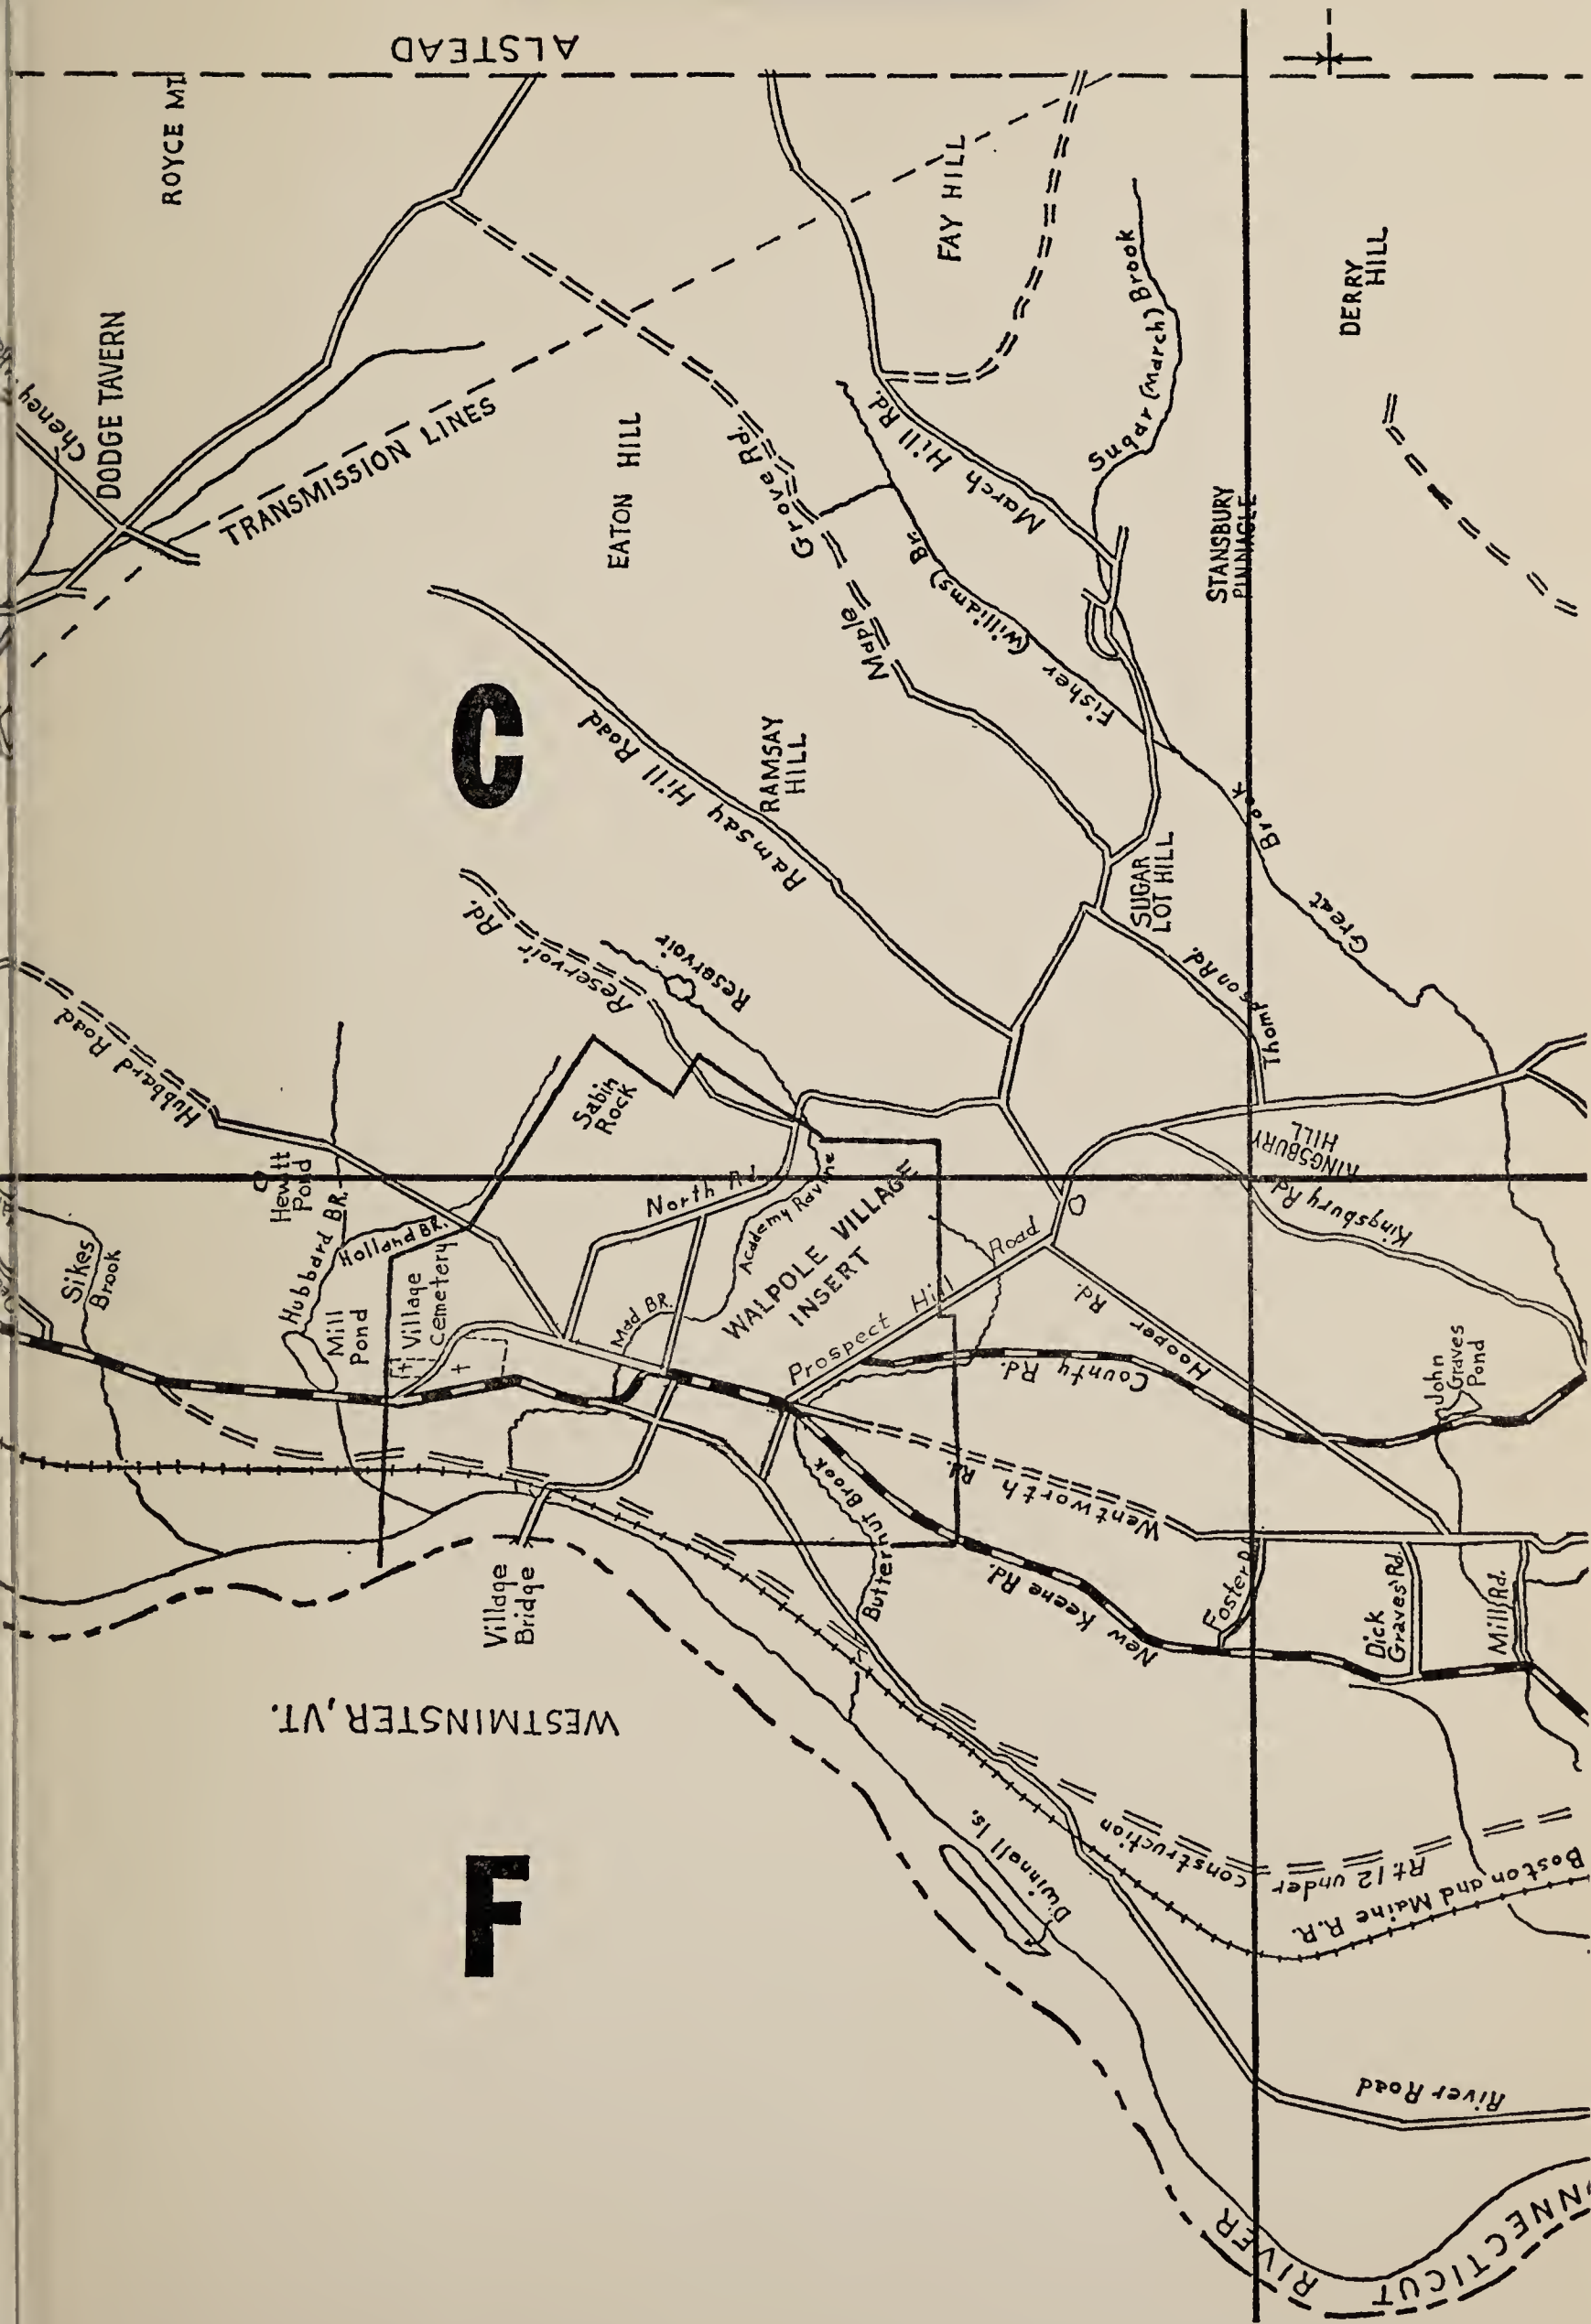 ALSTEAD
ROYCE MT.
Cheney
DODGE TAVERN
TRANSMISSION LINES
FAY HILL
EATON HILL
Maple Grove Rd.
March Hill Rd.
Sugar (March) Brook
DERRY
HILL
STANSBURY
PINNACLE
Fisher (Williams) Br.
C
Ramsay Hill Road
RAMSAY
HILL
SUGAR
LOT HILL
Great Brook
Thompson Rd.
Reservoir Rd.
Reservoir
Hubbard Road
Sabin
Rock
Hewitt
Pond
Hubbard BR.
Holland BR.
Sikes
Brook
Mill
Pond
Village
Cemetery
North Rd.
Academy Ravine
Mad BR.
WALPOLE VILLAGE
INSERT
Prospect Hill Road
KINGSBURY
HILL
Kingsbury Rd
Hooper Rd.
County Rd.
John
Graves
Pond
Wentworth Rd.
Butternut Brook
New Keene Rd.
Foster Rd.
Dick
Graves' Rd.
Mill Rd.
Village
Bridge
WESTMINSTER, VT.
F
Dwinnell Is.
Rt 12 under construction
Boston and Maine R.R.
River Road
NNECTICUT RIVER